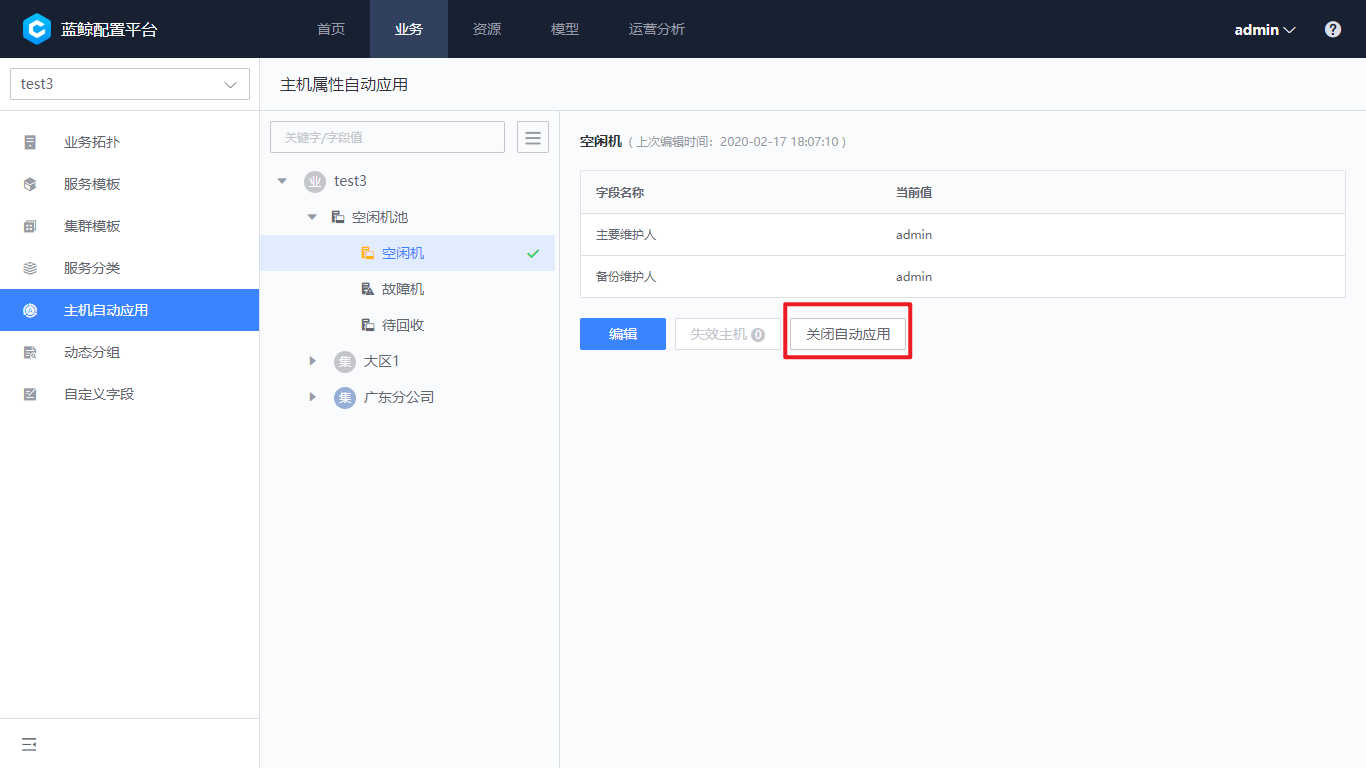 蓝鲸配置平台
首页 业务 资源 模型 运营分析
admin
test3
业务拓扑
服务模板
集群模板
服务分类
主机自动应用
动态分组
自定义字段
主机属性自动应用
关键字/字段值
业 test3
空闲机池
空闲机
故障机
待回收
集 大区1
集 广东分公司
空闲机 ( 上次编辑时间: 2020-02-17 18:07:10 )
字段名称 当前值
主要维护人 admin
备份维护人 admin
编辑 失效主机 0 关闭自动应用